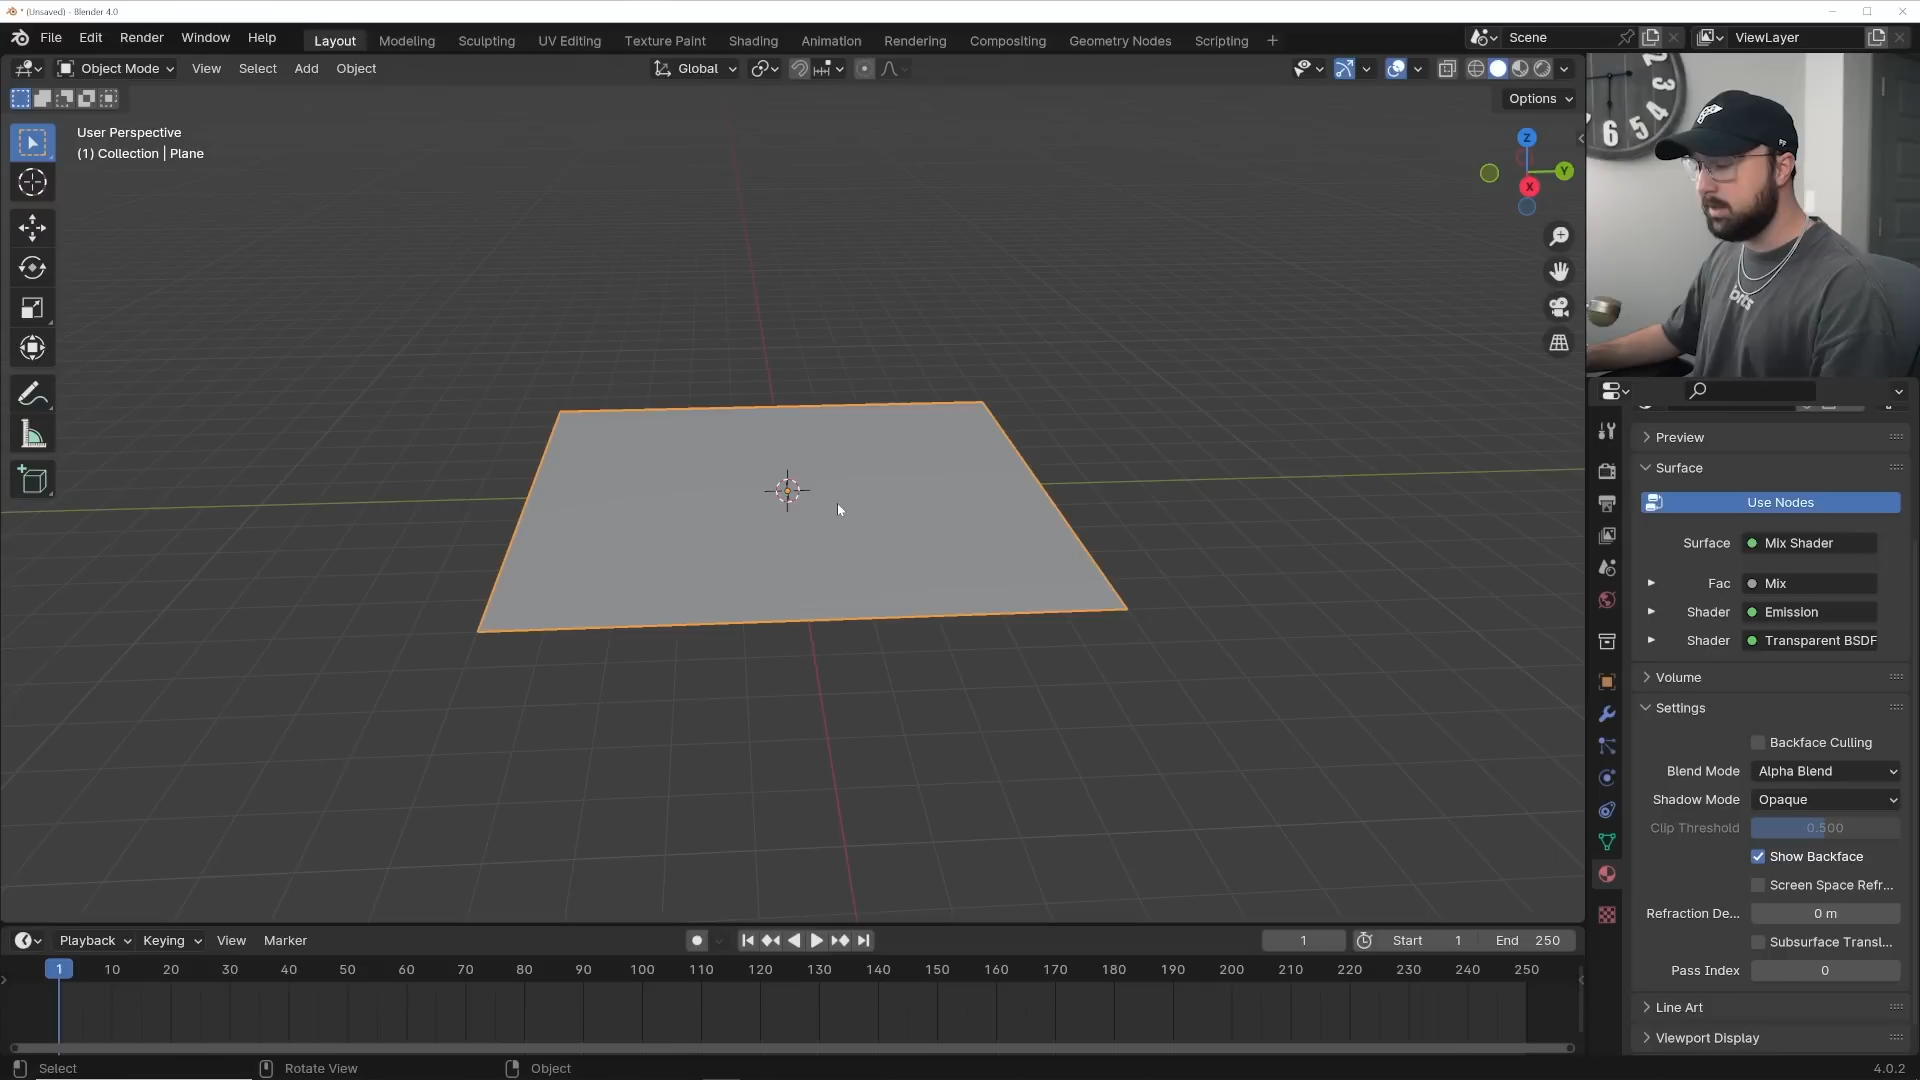 * (Unsaved) - Blender 4.0
File Edit Render Window Help Layout Modeling Sculpting UV Editing Texture Paint Shading Animation Rendering Compositing Geometry Nodes Scripting + Scene ViewLayer
Object Mode View Select Add Object Global
Options
User Perspective
(1) Collection | Plane
Z
Y
X
3
4
5
6
Preview
Surface
Use Nodes
Surface Mix Shader
Fac Mix
Shader Emission
Shader Transparent BSDF
Volume
Settings
Backface Culling
Blend Mode Alpha Blend
Shadow Mode Opaque
Clip Threshold 0.500
Show Backface
Screen Space Refr...
Refraction De... 0 m
Subsurface Transl...
Pass Index 0
Line Art
Viewport Display
Playback Keying View Marker 1 Start 1 End 250
1 10 20 30 40 50 60 70 80 90 100 110 120 130 140 150 160 170 180 190 200 210 220 230 240 250
Select Rotate View Object 4.0.2